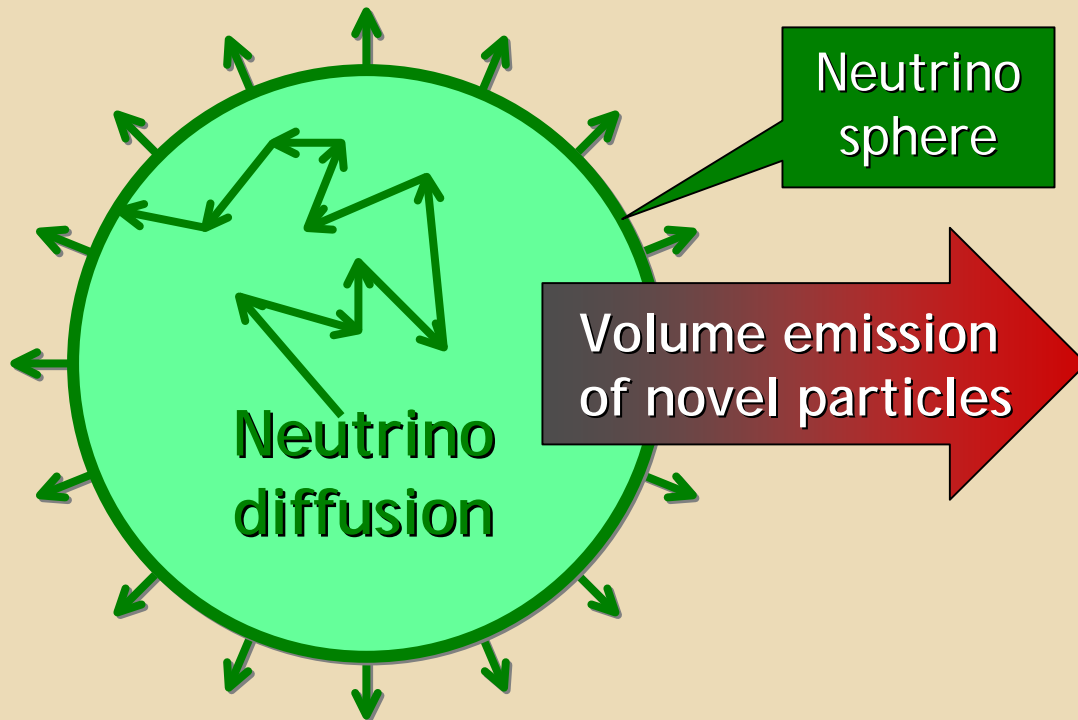 Neutrino
sphere
Volume emission
of novel particles
Neutrino
diffusion